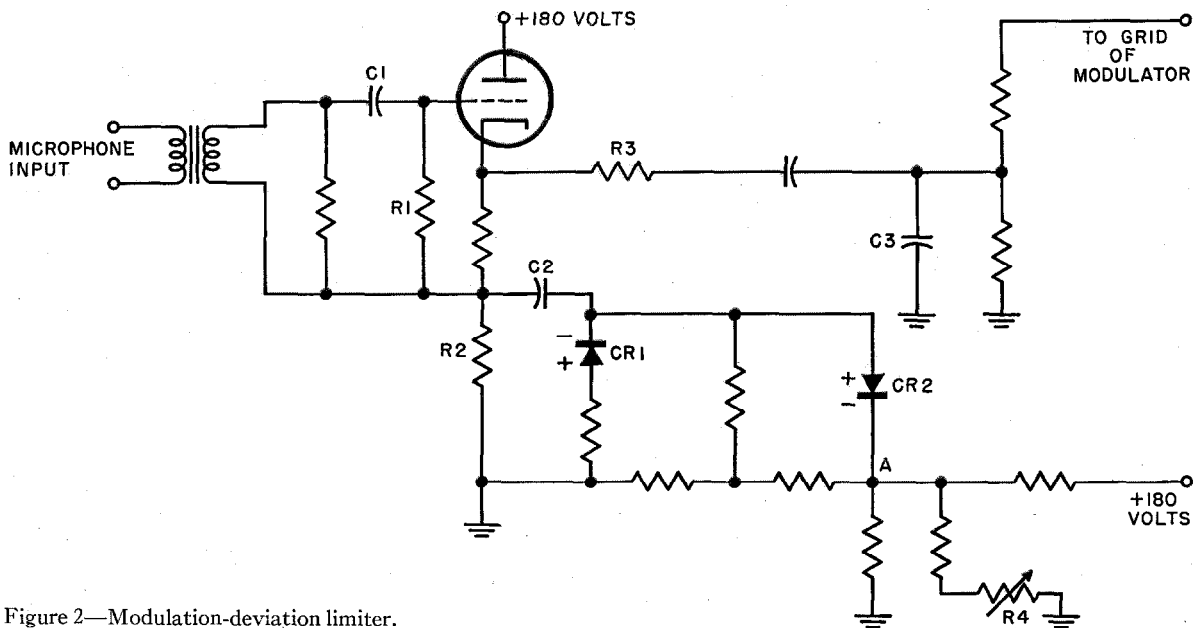 +180 VOLTS
C1
TO GRID
OF
MODULATOR
MICROPHONE
INPUT
R1
R3
C3
C2
R2
-
+
CR1
+
-
CR2
A
+180
VOLTS
R4
Figure 2—Modulation-deviation limiter.